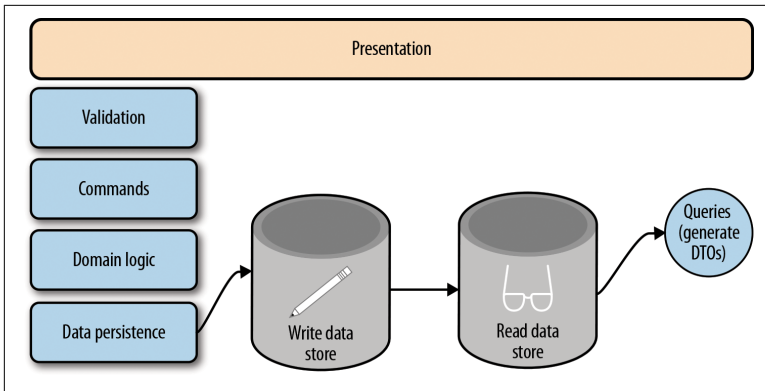 Presentation
Validation
Commands
Domain logic
Data persistence
Write data
store
Read data
store
Queries
(generate
DTOs)